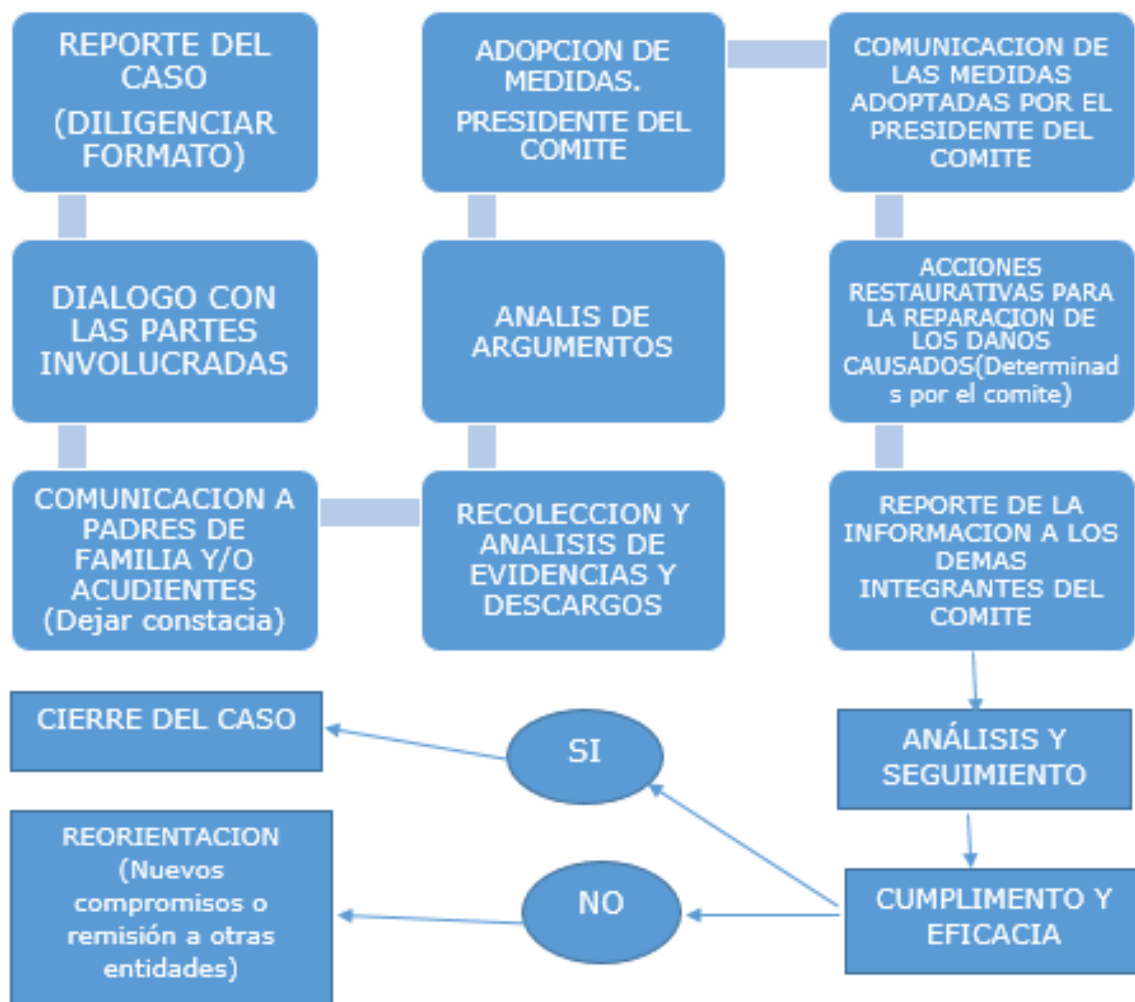 REPORTE DEL
CASO
(DILIGENCIAR
FORMATO)
DIALOGO CON
LAS PARTES
INVOLUCRADAS
COMUNICACION A
PADRES DE
FAMILIA Y/O
ACUDIENTES
(Dejar constacia)
RECOLECCION Y
ANALISIS DE
EVIDENCIAS Y
DESCARGOS
ANALIS DE
ARGUMENTOS
ADOPCION DE
MEDIDAS.
PRESIDENTE DEL
COMITE
COMUNICACION DE
LAS MEDIDAS
ADOPTADAS POR EL
PRESIDENTE DEL
COMITE
ACCIONES
RESTAURATIVAS PARA
LA REPARACION DE
LOS DAÑOS
CAUSADOS(Determinad
s por el comite)
REPORTE DE LA
INFORMACION A LOS
DEMAS
INTEGRANTES DEL
COMITE
ANÁLISIS Y
SEGUIMIENTO
CUMPLIMENTO Y
EFICACIA
SI
CIERRE DEL CASO
NO
REORIENTACION
(Nuevos
compromisos o
remisión a otras
entidades)